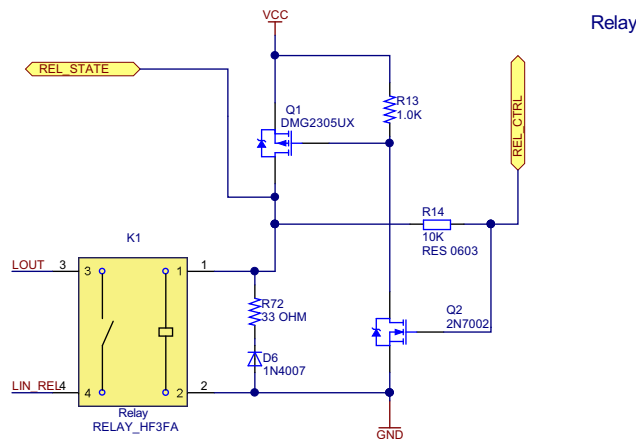 VCC
Relay
REL_STATE
Q1
DMG2305UX
R13
1.0K
REL_CTRL
R14
10K
RES 0603
K1
LOUT
3
3
1
1
R72
33 OHM
Q2
2N7002
D6
1N4007
LIN_REL
4
4
2
2
Relay
RELAY_HF3FA
GND